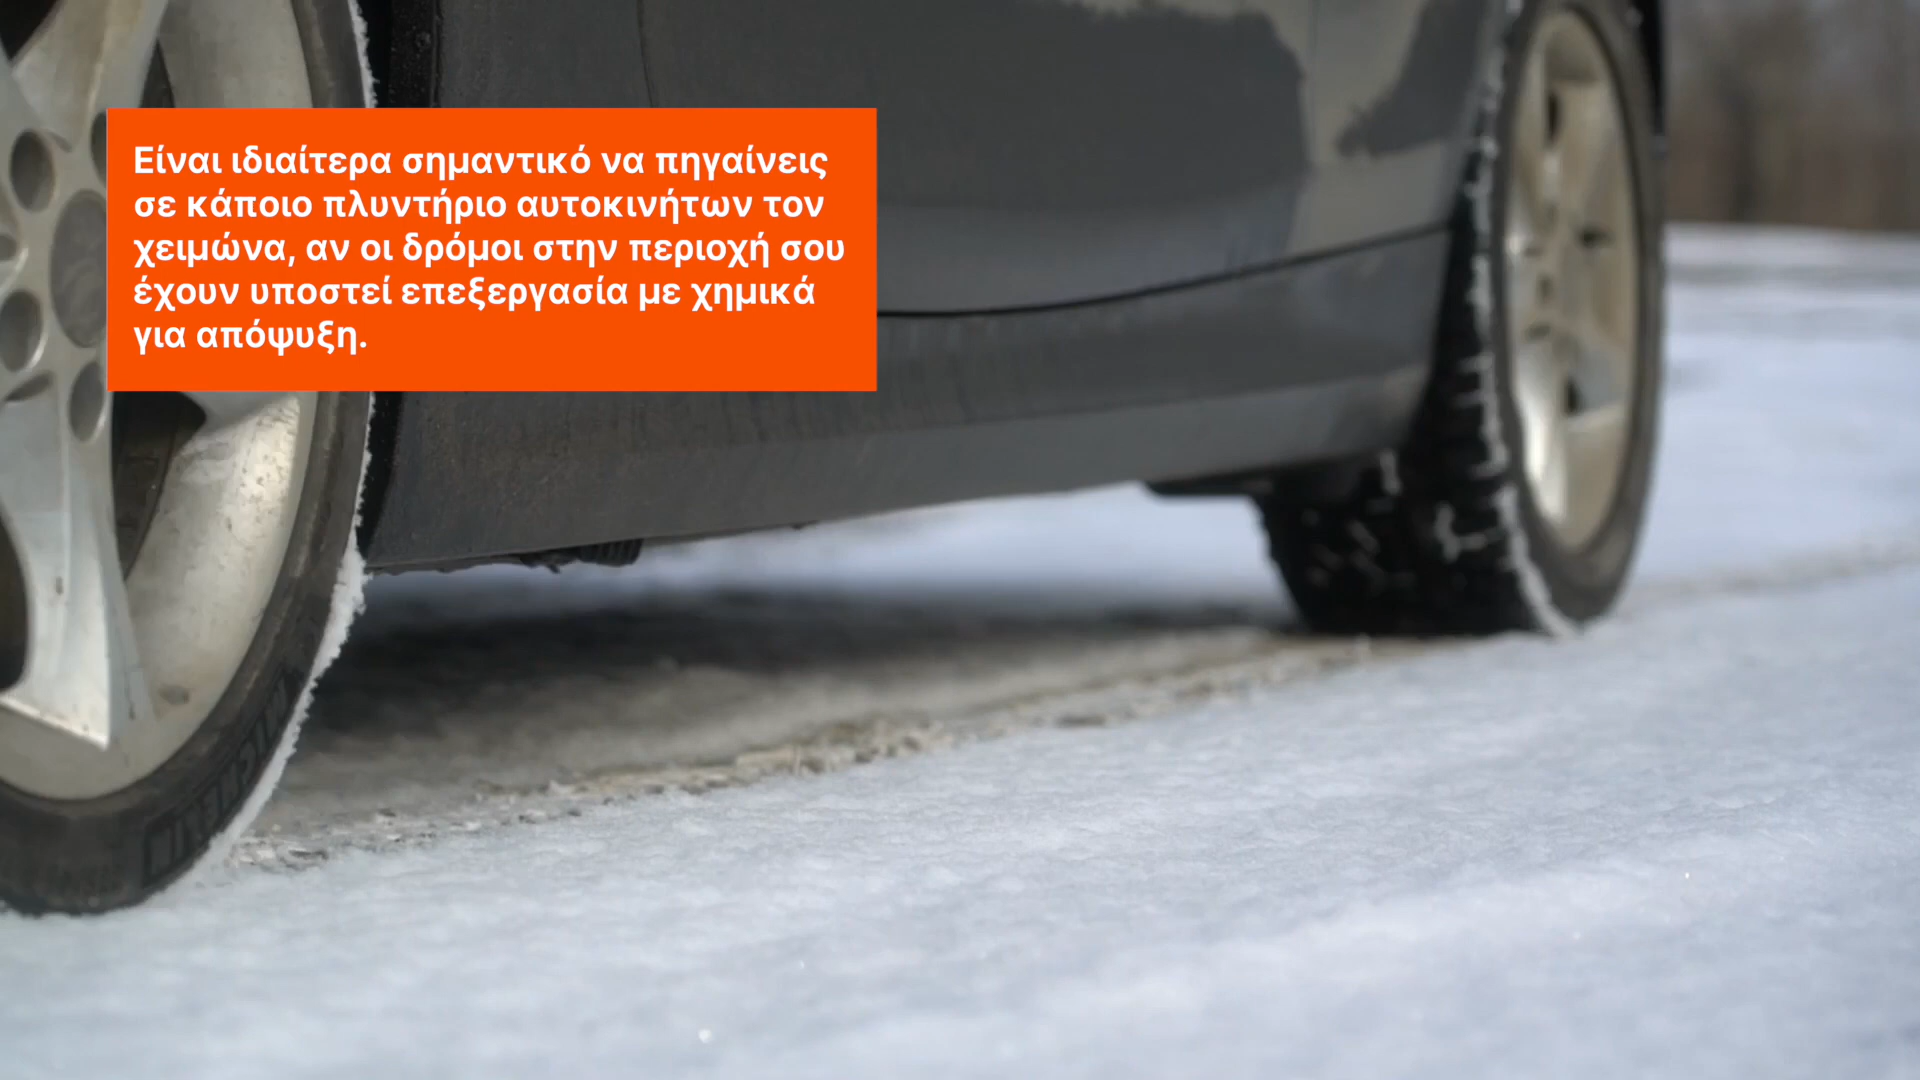 Είναι ιδιαίτερα σημαντικό να πηγαίνεις
σε κάποιο πλυντήριο αυτοκινήτων τον
χειμώνα, αν οι δρόμοι στην περιοχή σου
έχουν υποστεί επεξεργασία με χημικά
για απόψυξη.
MICHELIN